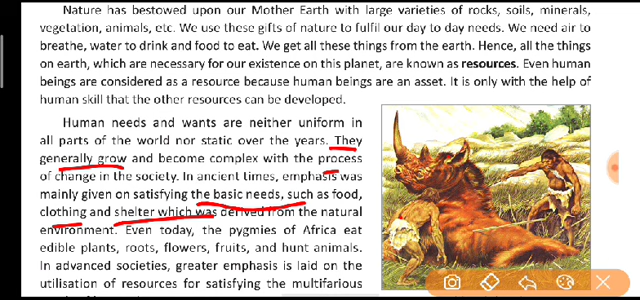 Nature has bestowed upon our Mother Earth with large varieties of rocks, soils, minerals,
vegetation, animals, etc. We use these gifts of nature to fulfil our day to day needs. We need air to
breathe, water to drink and food to eat. We get all these things from the earth. Hence, all the things
on earth, which are necessary for our existence on this planet, are known as resources. Even human
beings are considered as a resource because human beings are an asset. It is only with the help of
human skill that the other resources can be developed.
Human needs and wants are neither uniform in
all parts of the world nor static over the years. They
generally grow and become complex with the process
of change in the society. In ancient times, emphasis was
mainly given on satisfying the basic needs, such as food,
clothing and shelter which was derived from the natural
environment. Even today, the pygmies of Africa eat
edible plants, roots, flowers, fruits, and hunt animals.
In advanced societies, greater emphasis is laid on the
utilisation of resources for satisfying the multifarious